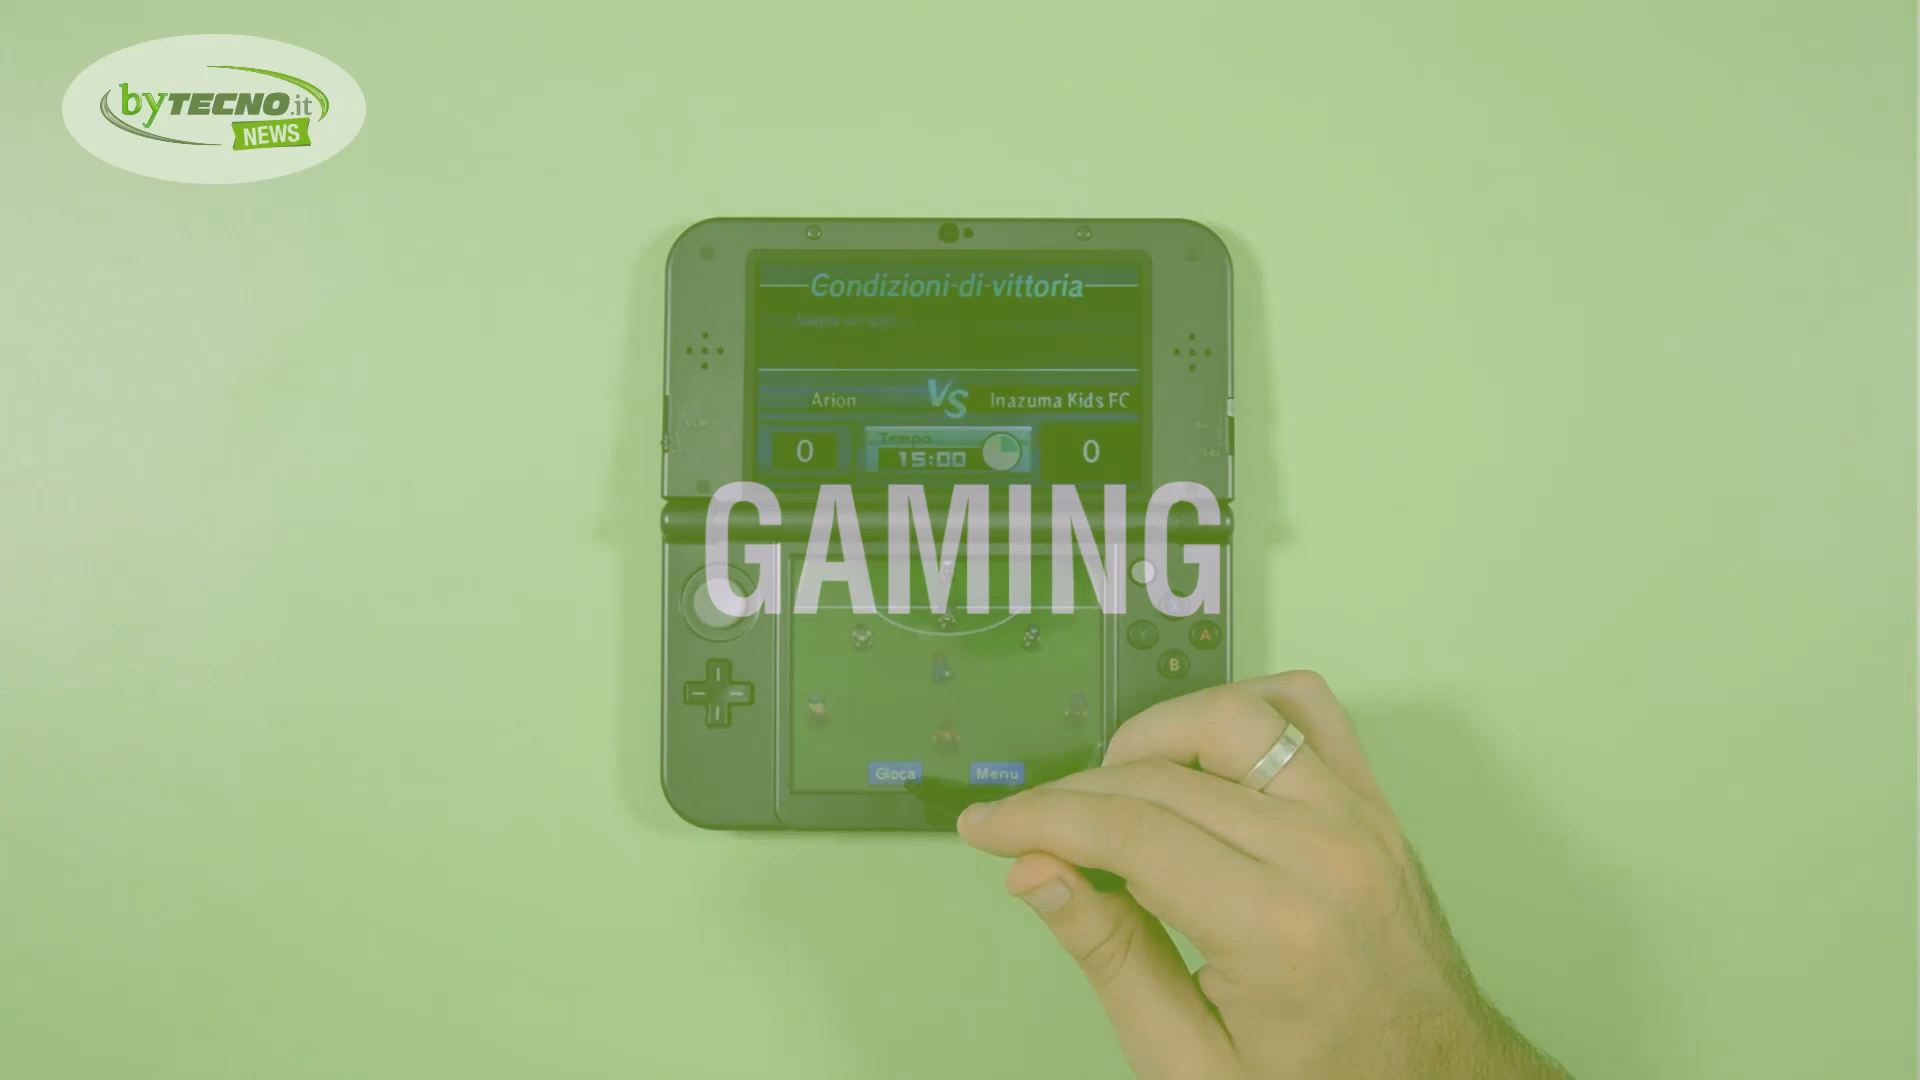 byTECNO.it
NEWS
Condizioni-di-vittoria
Arion
VS
Inazuma Kids FC
0
Tempo
15:00
0
GAMING
X
Y
A
B
Gioca
Menu